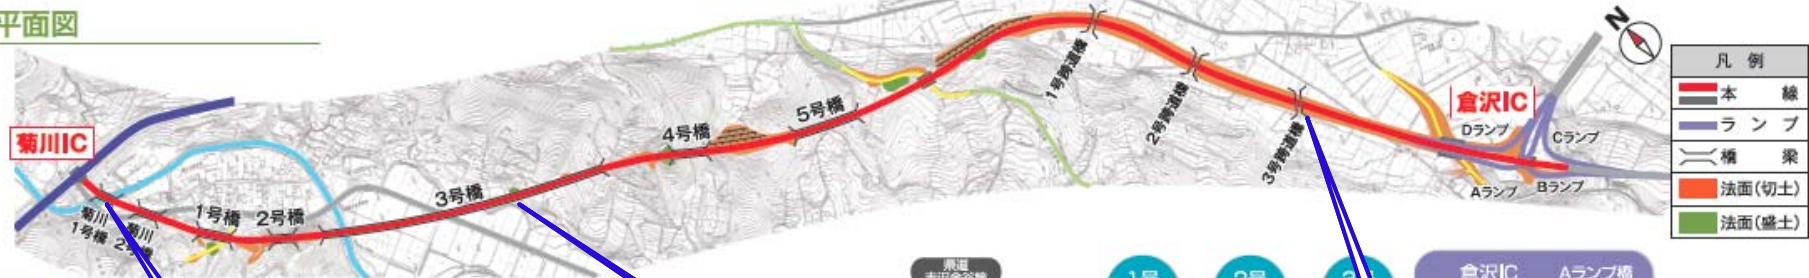 平面図
菊川IC
菊川
1号橋
菊川
1号橋
2号橋
3号橋
4号橋
5号橋
1号跨道橋
2号跨道橋
3号跨道橋
倉沢IC
Dランプ
Cランプ
Aランプ
Bランプ
N
凡 例
本 線
ランプ
橋 梁
法面(切土)
法面(盛土)
県道
1号
2号
倉沢IC Aランプ橋